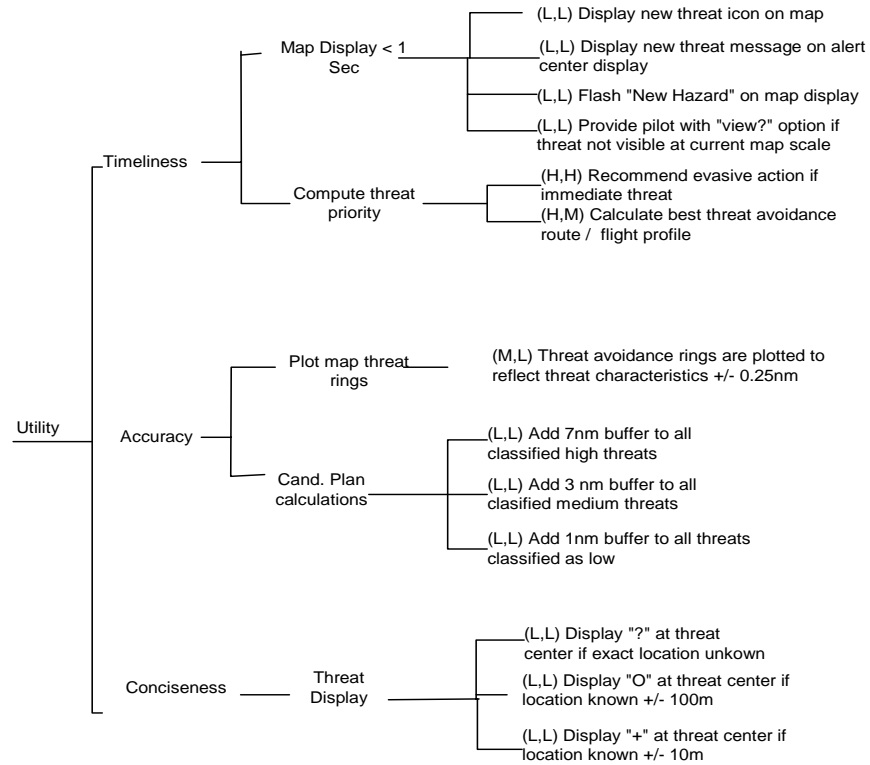 (L,L) Display new threat icon on map
Map Display < 1
Sec
(L,L) Display new threat message on alert
center display
(L,L) Flash "New Hazard" on map display
(L,L) Provide pilot with "view?" option if
threat not visible at current map scale
Timeliness
(H,H) Recommend evasive action if
immediate threat
Compute threat
priority
(H,M) Calculate best threat avoidance
route / flight profile
Plot map threat
rings
(M,L) Threat avoidance rings are plotted to
reflect threat characteristics +/- 0.25nm
Utility
Accuracy
(L,L) Add 7nm buffer to all
classified high threats
Cand. Plan
calculations
(L,L) Add 3 nm buffer to all
clasified medium threats
(L,L) Add 1nm buffer to all threats
classified as low
(L,L) Display "?" at threat
center if exact location unkown
Conciseness
Threat
Display
(L,L) Display "O" at threat center if
location known +/- 100m
(L,L) Display "+" at threat center if
location known +/- 10m